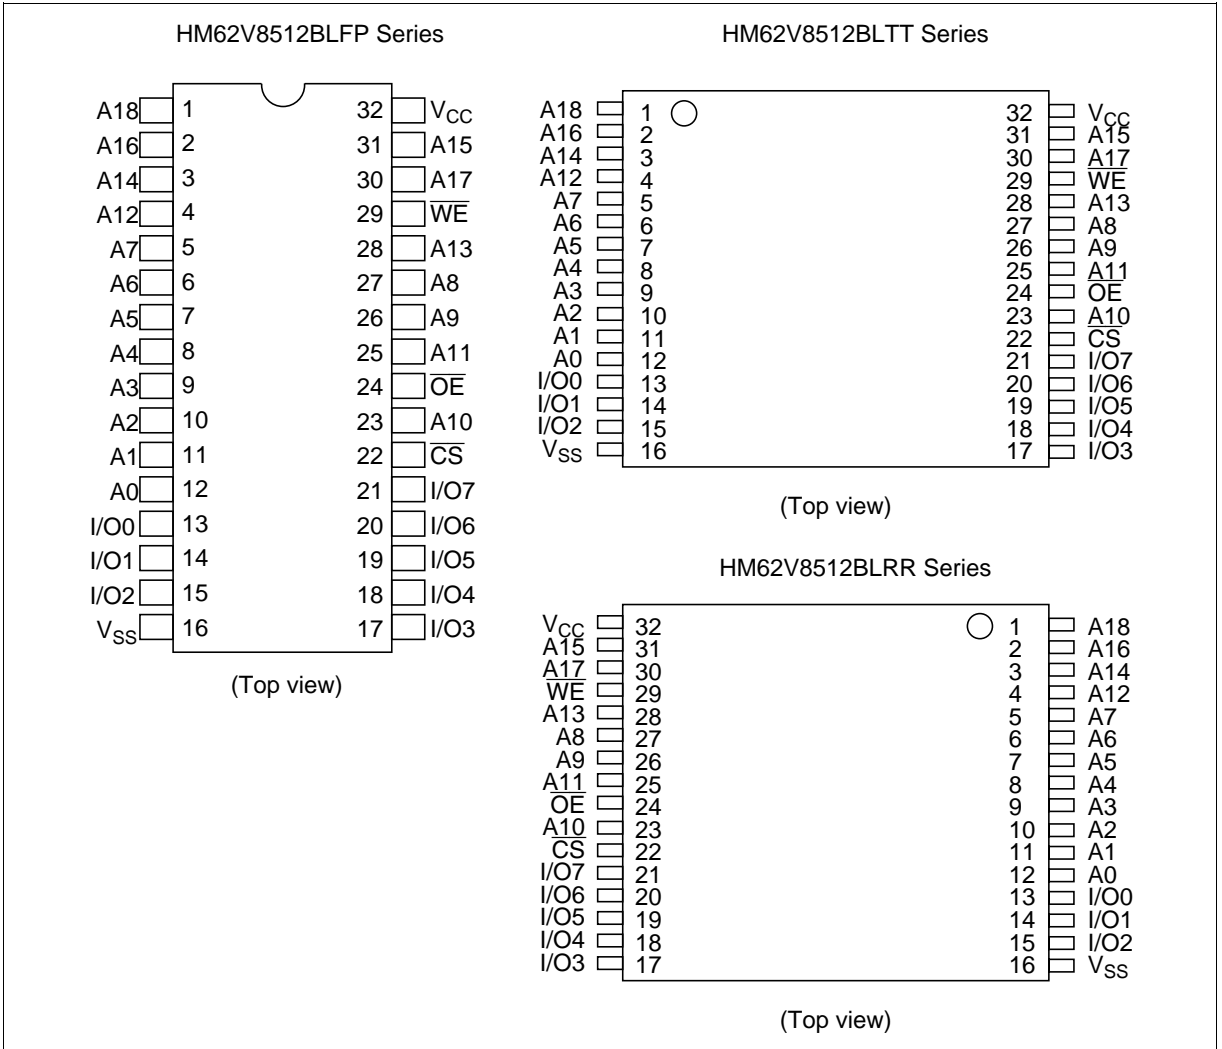 HM62V8512BLFP Series
A18 1 32 VCC
A16 2 31 A15
A14 3 30 A17
A12 4 29 W̅E̅
A7 5 28 A13
A6 6 27 A8
A5 7 26 A9
A4 8 25 A11
A3 9 24 O̅E̅
A2 10 23 A10
A1 11 22 C̅S̅
A0 12 21 I/O7
I/O0 13 20 I/O6
I/O1 14 19 I/O5
I/O2 15 18 I/O4
VSS 16 17 I/O3
(Top view)
HM62V8512BLTT Series
A18 1 32 VCC
A16 2 31 A15
A14 3 30 A17
A12 4 29 W̅E̅
A7 5 28 A13
A6 6 27 A8
A5 7 26 A9
A4 8 25 A11
A3 9 24 O̅E̅
A2 10 23 A10
A1 11 22 C̅S̅
A0 12 21 I/O7
I/O0 13 20 I/O6
I/O1 14 19 I/O5
I/O2 15 18 I/O4
VSS 16 17 I/O3
(Top view)
HM62V8512BLRR Series
VCC 32 1 A18
A15 31 2 A16
A17 30 3 A14
W̅E̅ 29 4 A12
A13 28 5 A7
A8 27 6 A6
A9 26 7 A5
A11 25 8 A4
O̅E̅ 24 9 A3
A10 23 10 A2
C̅S̅ 22 11 A1
I/O7 21 12 A0
I/O6 20 13 I/O0
I/O5 19 14 I/O1
I/O4 18 15 I/O2
I/O3 17 16 VSS
(Top view)